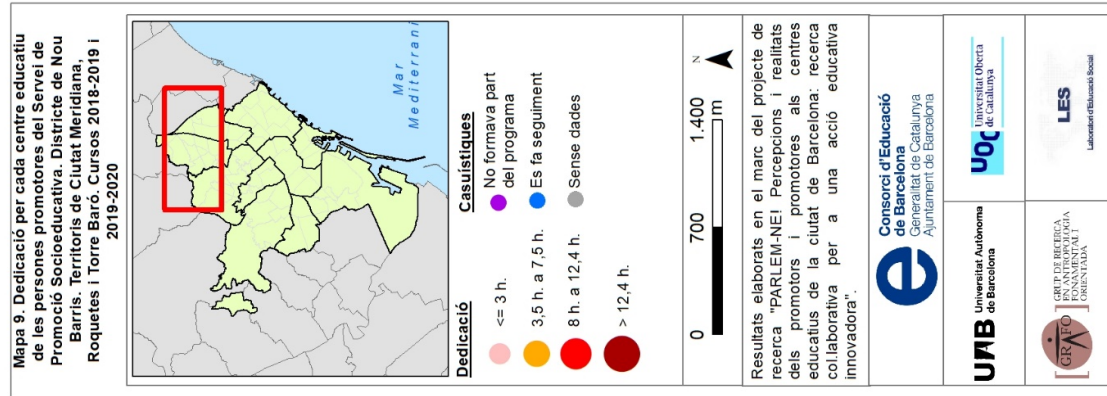 Mapa 9. Dedicació per cada centre educatiu
de les persones promotores del Servei de
Promoció Socioeducativa. Districte de Nou
Barris. Territoris de Ciutat Meridiana,
Roquetes i Torre Baró. Cursos 2018-2019 i
2019-2020
Mar
Mediterrani
Dedicació
<= 3 h.
3,5 h. a 7,5 h.
8 h. a 12,4 h.
> 12,4 h.
Casuístiques
No formava part
del programa
Es fa seguiment
Sense dades
0
700
1.400
m
N
Resultats elaborats en el marc del projecte de
recerca "PARLEM-NE! Percepcions i realitats
dels promotors i promotores als centres
educatius de la ciutat de Barcelona: recerca
col.laborativa per a una acció educativa
innovadora".
Consorci d'Educació
de Barcelona
Generalitat de Catalunya
Ajuntament de Barcelona
UAB Universitat Autònoma
de Barcelona
UOC Universitat Oberta
de Catalunya
GRAFO
GRUP DE RECERCA
EN ANTROPOLOGIA
FONAMENTAL I
ORIENTADA
LES
Laboratori d'Educació Social